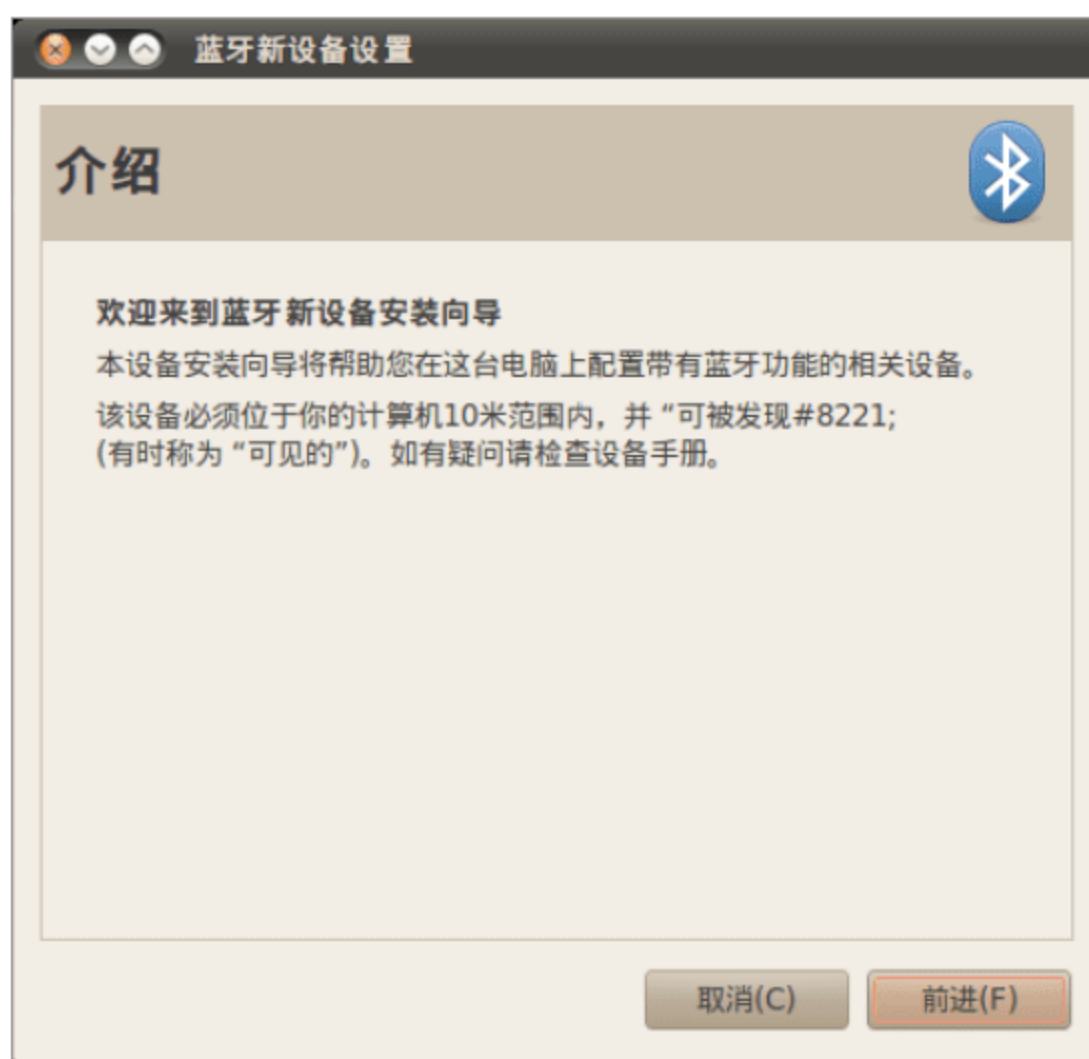 蓝牙新设备设置
介绍
欢迎来到蓝牙新设备安装向导
本设备安装向导将帮助您在这台电脑上配置带有蓝牙功能的相关设备。
该设备必须位于你的计算机10米范围内，并 “可被发现#8221;
(有时称为 “可见的”)。如有疑问请检查设备手册。
取消(C)
前进(F)